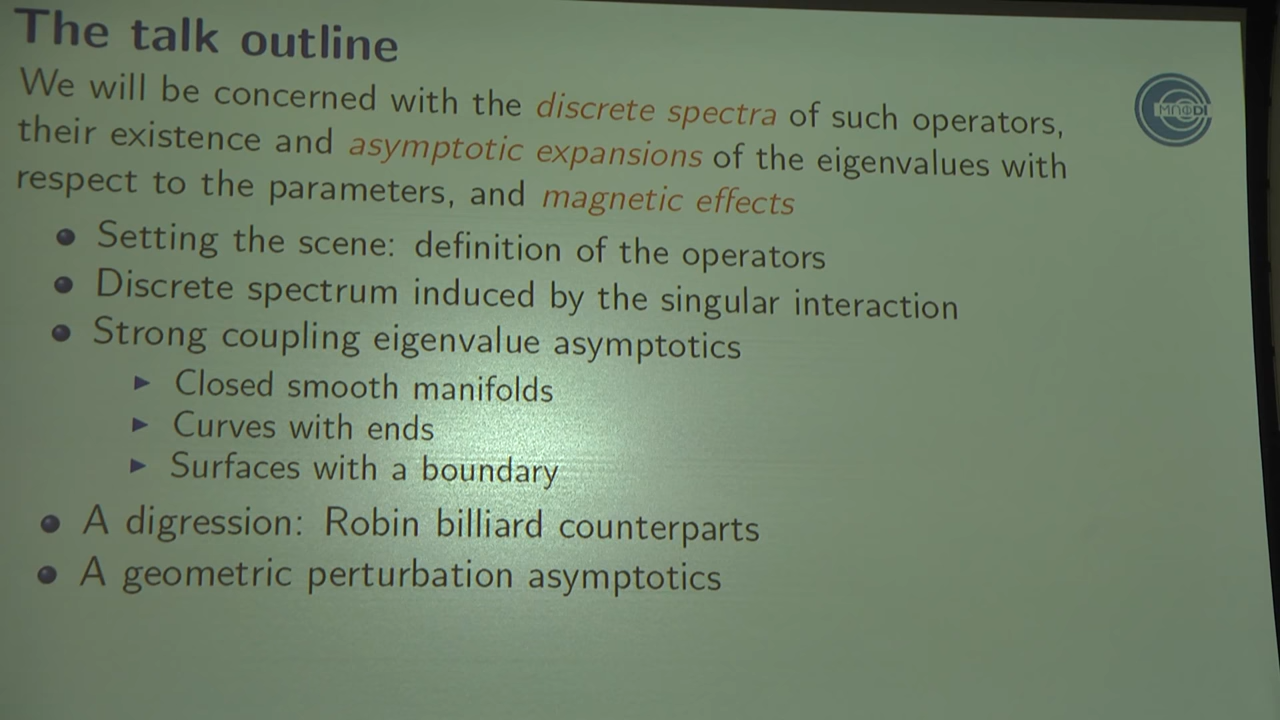 The talk outline
We will be concerned with the discrete spectra of such operators,
their existence and asymptotic expansions of the eigenvalues with
respect to the parameters, and magnetic effects
Setting the scene: definition of the operators
Discrete spectrum induced by the singular interaction
Strong coupling eigenvalue asymptotics
Closed smooth manifolds
Curves with ends
Surfaces with a boundary
A digression: Robin billiard counterparts
A geometric perturbation asymptotics